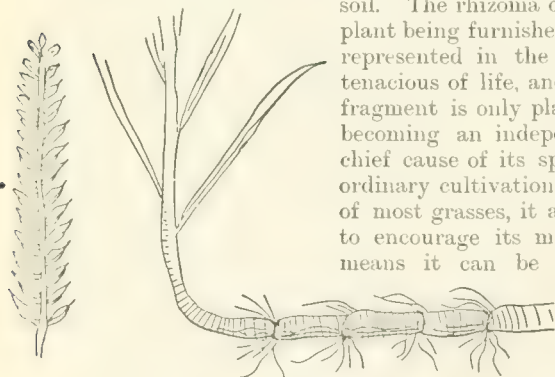 soil. The rhizoma o
plant being furnishe
represented in the
tenacious of life, an
fragment is only pla
becoming an indepe
chief cause of its sp
ordinary cultivation
of most grasses, it a
to encourage its m
means it can be